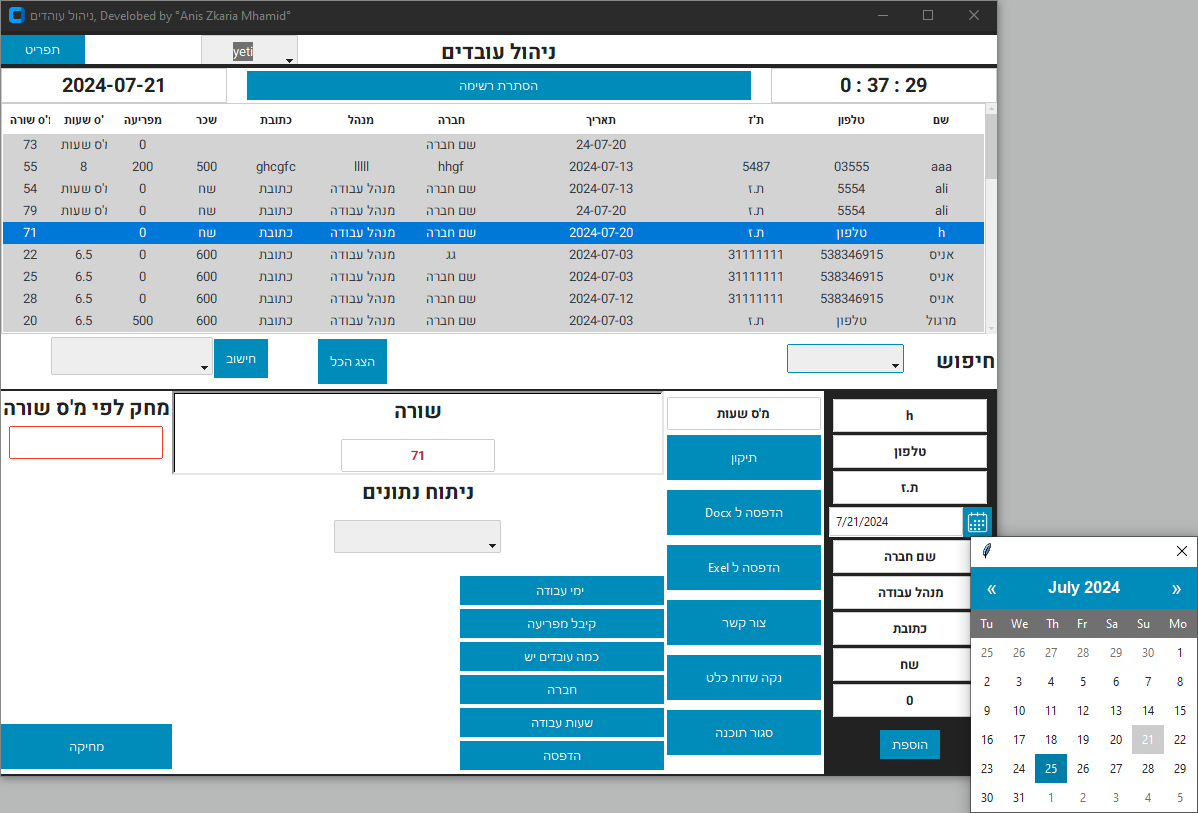 ניהול עוהדים, Develobed by °Anis Zkaria Mhamid°
ניהול עובדים
yeti
תפריט
0 : 37 : 29
הסתרת רשימה
2024-07-21
שם טלפון ת'ז תאריך חברה מנהל כתובת שכר מפריעה 'ס שעות 'ס שורה
24-07-20 שם חברה 0 'ס שעות 73
aaa 03555 5487 2024-07-13 hhgf lllll ghcgfc 500 200 8 55
ali 5554 ת.ז 2024-07-13 שם חברה מנהל עבודה כתובת שח 0 'ס שעות 54
ali 5554 ת.ז 24-07-20 שם חברה מנהל עבודה כתובת שח 0 'ס שעות 79
h טלפון ת.ז 2024-07-20 שם חברה מנהל עבודה כתובת שח 0 71
אניס 538346915 31111111 2024-07-03 גג מנהל עבודה כתובת 600 0 6.5 22
אניס 538346915 31111111 2024-07-03 שם חברה מנהל עבודה כתובת 600 0 6.5 25
אניס 538346915 31111111 2024-07-12 שם חברה מנהל עבודה כתובת 600 0 6.5 28
מרגול טלפון ת.ז 2024-07-03 שם חברה מנהל עבודה כתובת 600 500 6.5 20
חיפוש
הצג הכל
חישוב
h
טלפון
ת.ז
7/21/2024
שם חברה
מנהל עבודה
כתובת
שח
0
הוספת
מ'ס שעות
תיקון
הדפסה ל Docx
הדפסה ל Exel
צור קשר
נקה שדות כלט
סגור תוכנה
שורה
71
ניתוח נתונים
ימי עבודה
קיבל מפריעה
כמה עובדים יש
חברה
שעות עבודה
הדפסה
מחק לפי מ'ס שורה
מחיקה
« July 2024 »
Tu We Th Fr Sa Su Mo
25 26 27 28 29 30 1
2 3 4 5 6 7 8
9 10 11 12 13 14 15
16 17 18 19 20 21 22
23 24 25 26 27 28 29
30 31 1 2 3 4 5